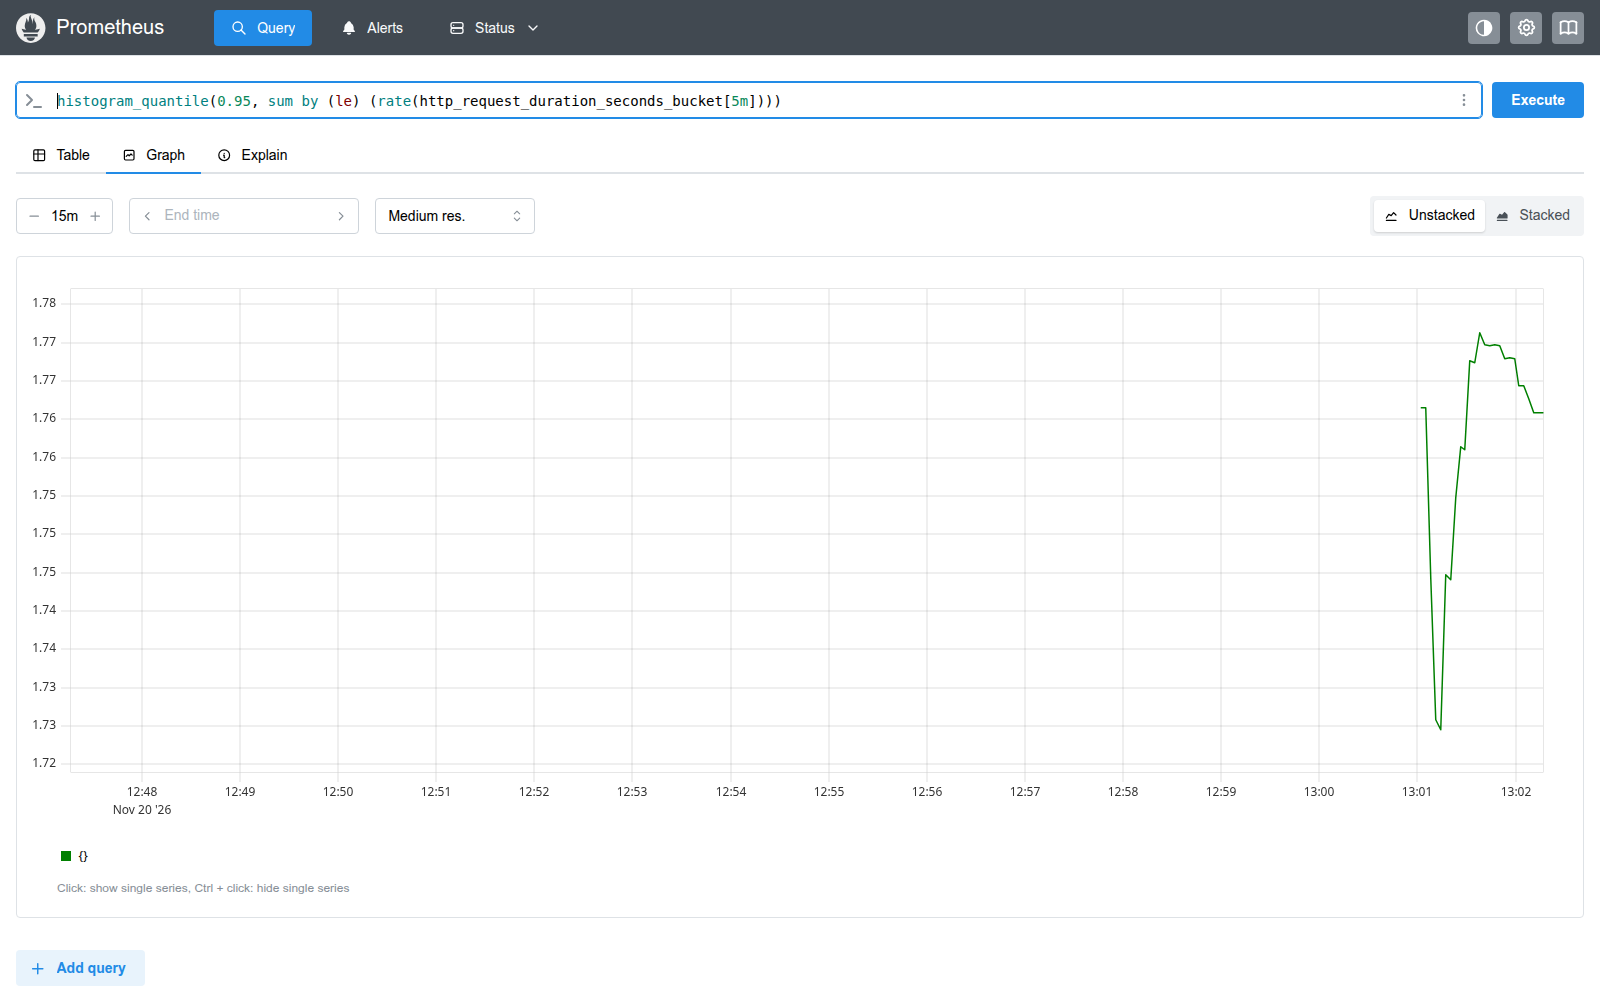 Prometheus
Query
Alerts
Status
histogram_quantile(0.95, sum by (le) (rate(http_request_duration_seconds_bucket[5m])))
Execute
Table
Graph
Explain
15m
End time
Medium res.
Unstacked
Stacked
1.78
1.77
1.77
1.76
1.76
1.75
1.75
1.75
1.74
1.74
1.73
1.73
1.72
12:48
12:49
12:50
12:51
12:52
12:53
12:54
12:55
12:56
12:57
12:58
12:59
13:00
13:01
13:02
Nov 20 '26
{}
Click: show single series, Ctrl + click: hide single series
Add query